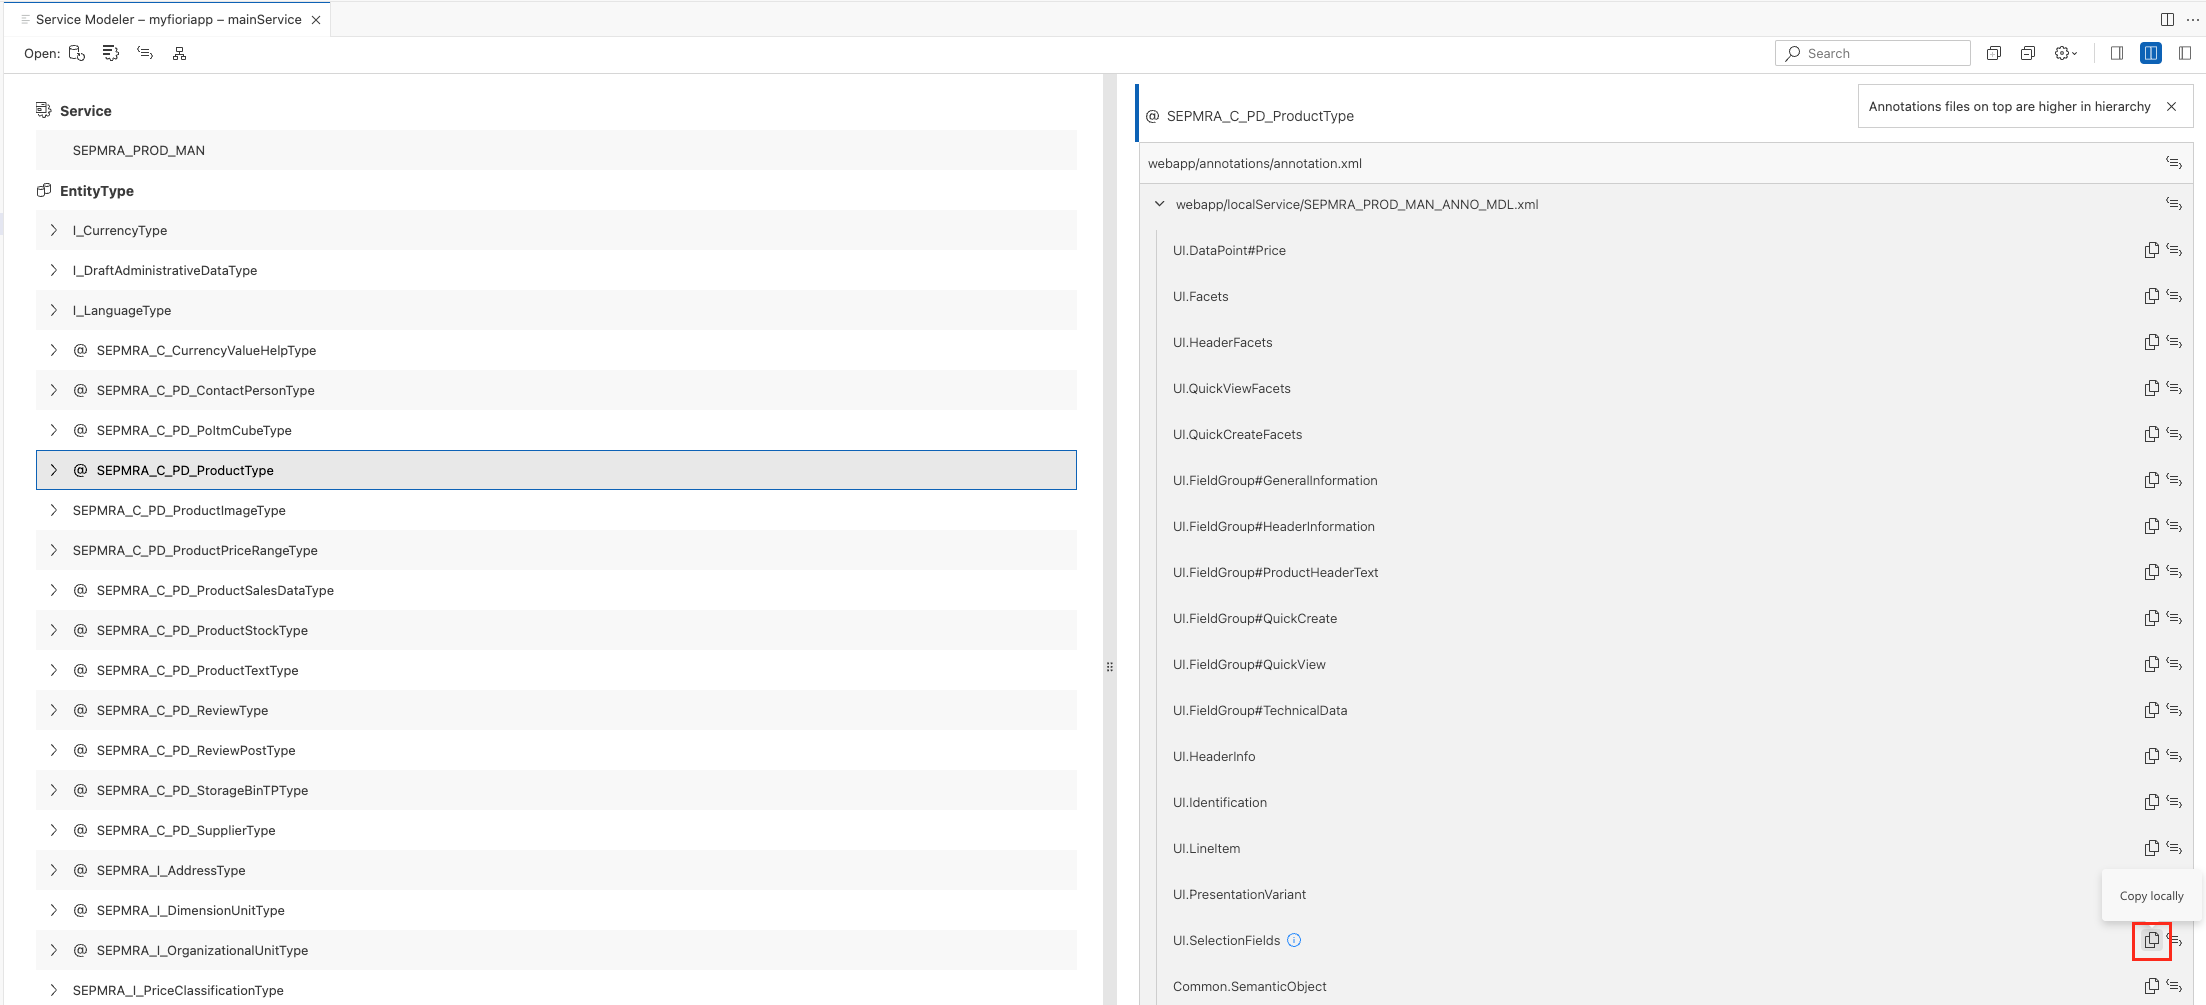 Service Modeler – myfioriapp – mainService
Open:
Search
Service
SEPMRA_PROD_MAN
EntityType
I_CurrencyType
I_DraftAdministrativeDataType
I_LanguageType
@ SEPMRA_C_CurrencyValueHelpType
@ SEPMRA_C_PD_ContactPersonType
@ SEPMRA_C_PD_PoItmCubeType
@ SEPMRA_C_PD_ProductType
SEPMRA_C_PD_ProductImageType
SEPMRA_C_PD_ProductPriceRangeType
@ SEPMRA_C_PD_ProductSalesDataType
@ SEPMRA_C_PD_ProductStockType
@ SEPMRA_C_PD_ProductTextType
@ SEPMRA_C_PD_ReviewType
@ SEPMRA_C_PD_ReviewPostType
@ SEPMRA_C_PD_StorageBinTPType
@ SEPMRA_C_PD_SupplierType
@ SEPMRA_I_AddressType
@ SEPMRA_I_DimensionUnitType
@ SEPMRA_I_OrganizationalUnitType
SEPMRA_I_PriceClassificationType
@ SEPMRA_C_PD_ProductType
Annotations files on top are higher in hierarchy
webapp/annotations/annotation.xml
webapp/localService/SEPMRA_PROD_MAN_ANNO_MDL.xml
UI.DataPoint#Price
UI.Facets
UI.HeaderFacets
UI.QuickViewFacets
UI.QuickCreateFacets
UI.FieldGroup#GeneralInformation
UI.FieldGroup#HeaderInformation
UI.FieldGroup#ProductHeaderText
UI.FieldGroup#QuickCreate
UI.FieldGroup#QuickView
UI.FieldGroup#TechnicalData
UI.HeaderInfo
UI.Identification
UI.LineItem
UI.PresentationVariant
Copy locally
UI.SelectionFields
Common.SemanticObject